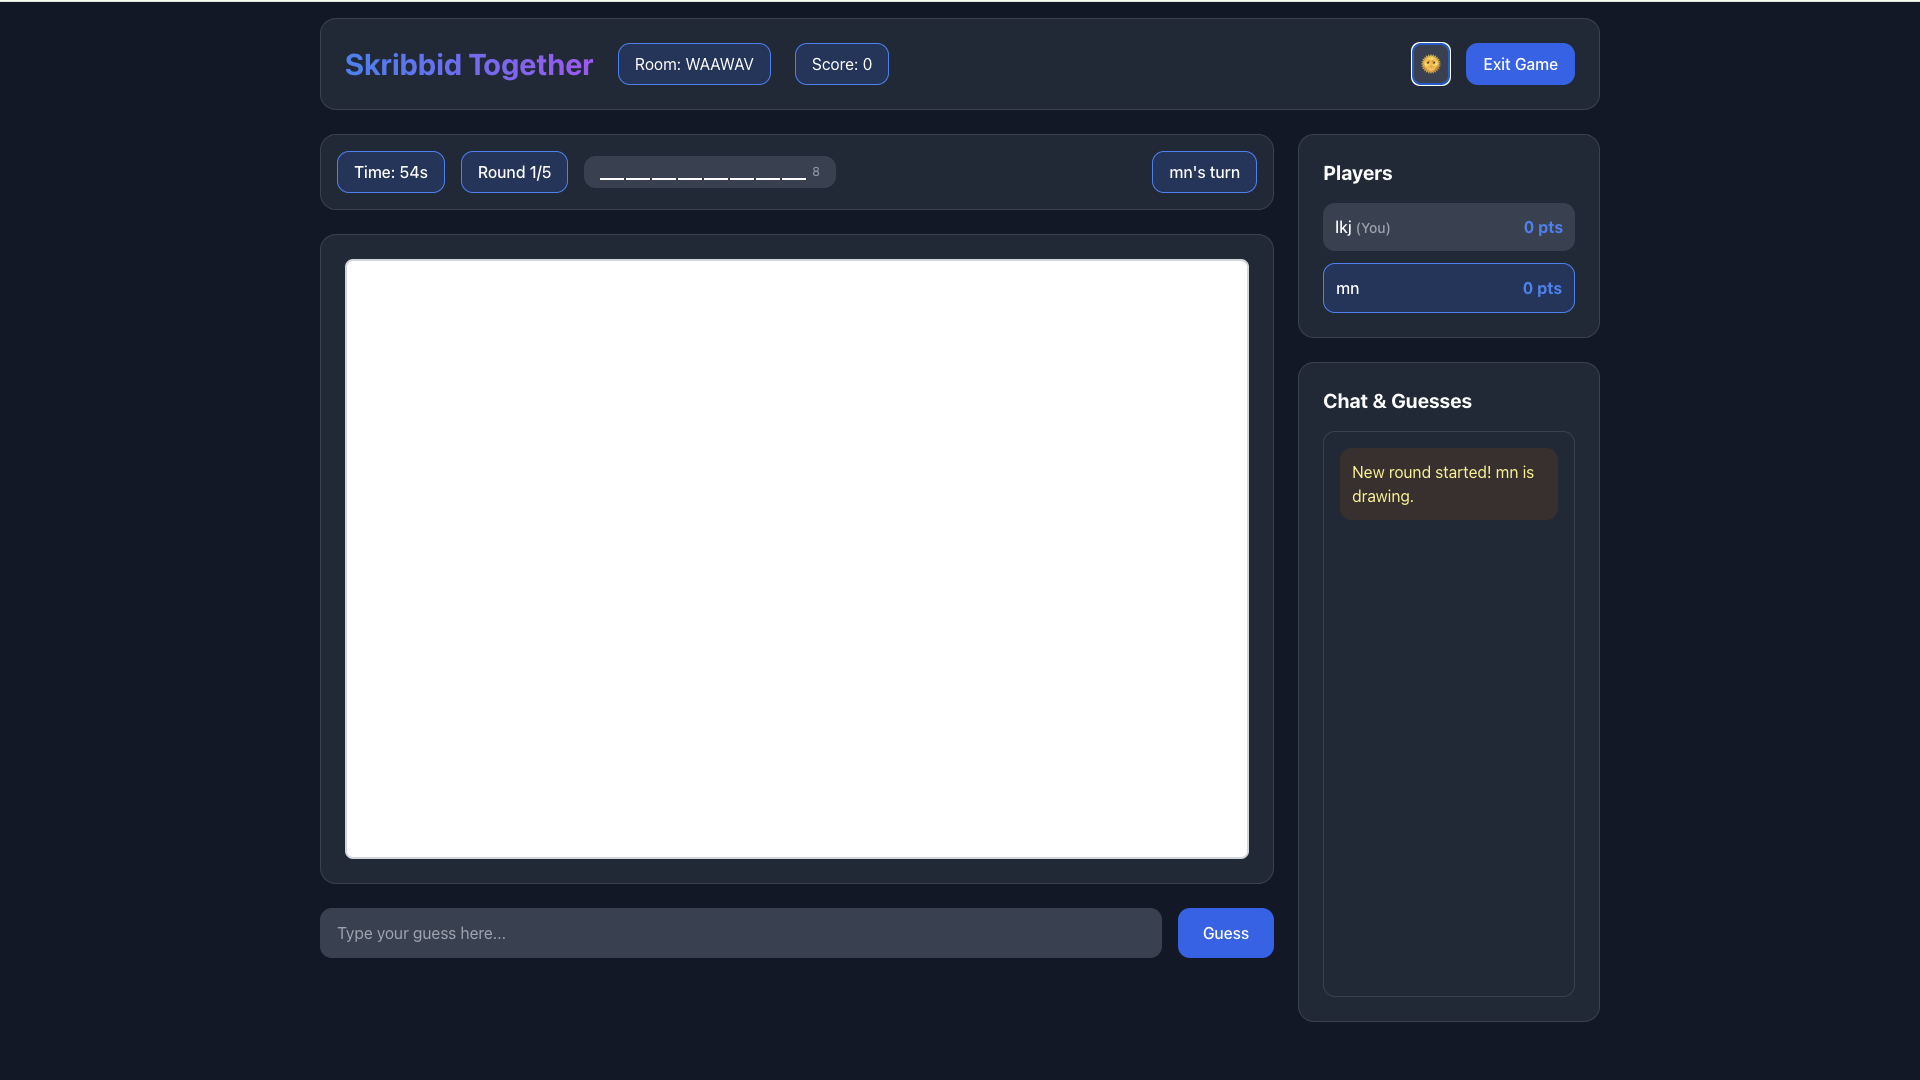 Skribbid Together
Room: WAAWAV
Score: 0
🌞
Exit Game
Time: 54s
Round 1/5
________ 8
mn's turn
Players
lkj (You)
0 pts
mn
0 pts
Chat & Guesses
New round started! mn is
drawing.
Type your guess here...
Guess